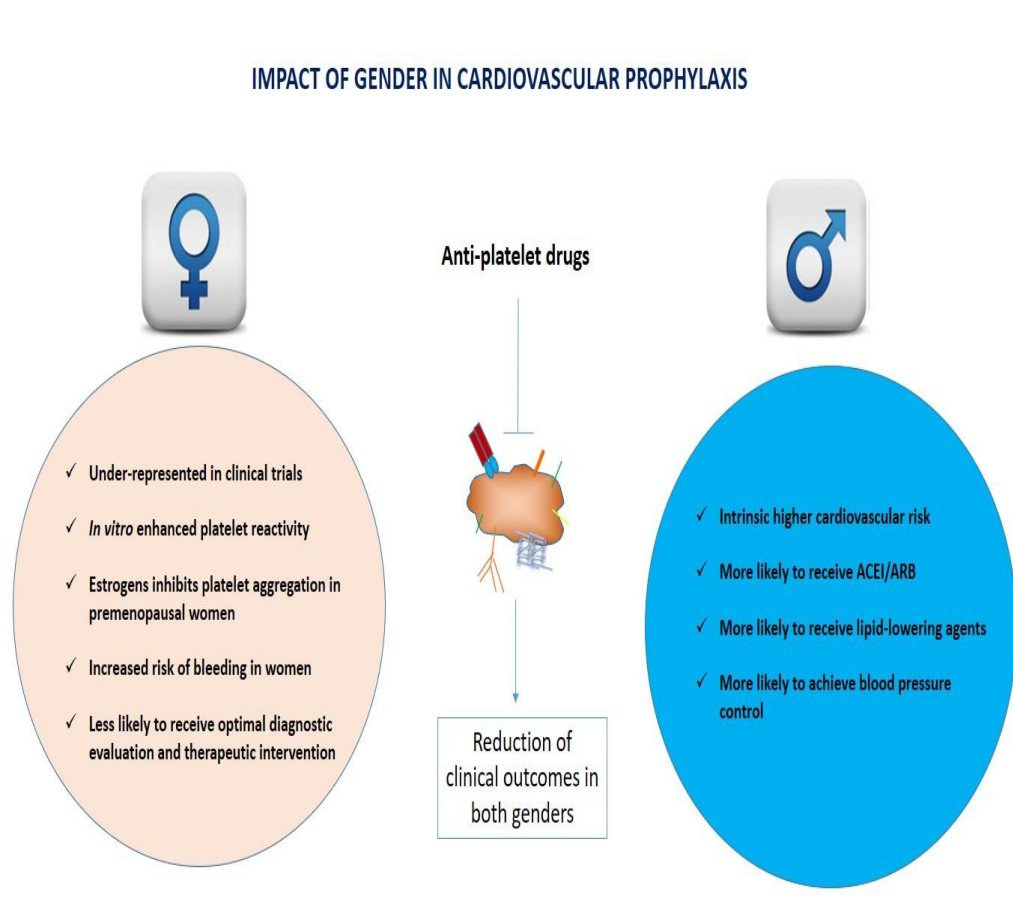 IMPACT OF GENDER IN CARDIOVASCULAR PROPHYLAXIS
✓ Under-represented in clinical trials
✓ In vitro enhanced platelet reactivity
✓ Estrogens inhibits platelet aggregation in
premenopausal women
✓ Increased risk of bleeding in women
✓ Less likely to receive optimal diagnostic
evaluation and therapeutic intervention
Anti-platelet drugs
Reduction of
clinical outcomes in
both genders
✓ Intrinsic higher cardiovascular risk
✓ More likely to receive ACEI/ARB
✓ More likely to receive lipid-lowering agents
✓ More likely to achieve blood pressure
control